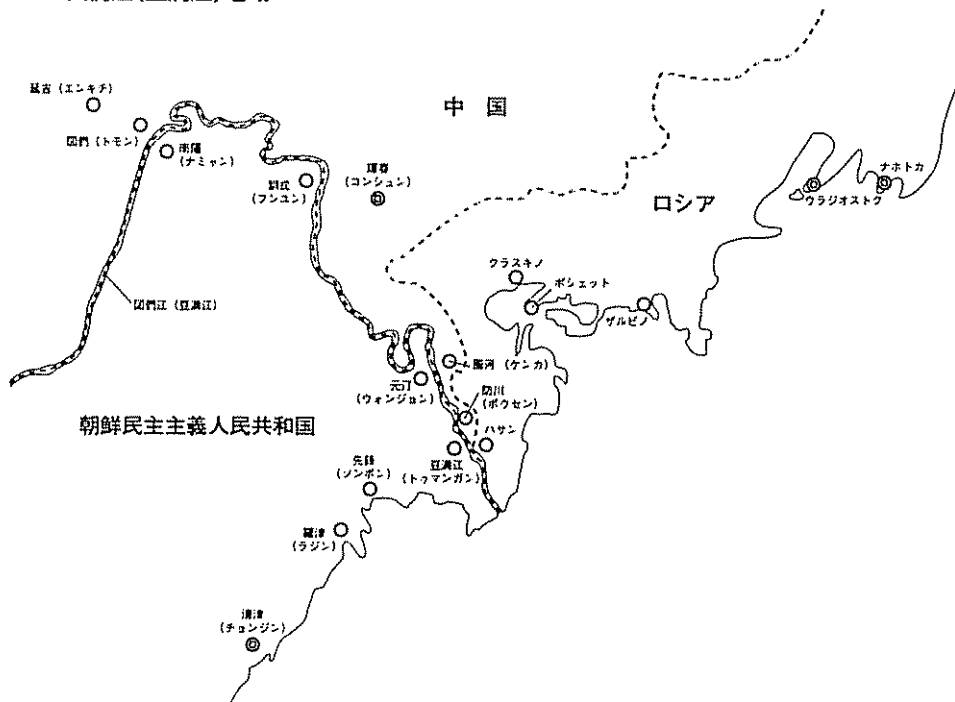 延吉(エンキチ)
図們(トモン)
南陽
(ナミャン)
中 国
訓戎
(フンユン)
琿春
(コンシュン)
ロシア
ナホトカ
ウラジオストク
クラスキノ
ポシェット
ザルビノ
図們江(豆満江)
圏河(ケンカ)
元汀
(ウォンジョン)
防川
(ボウセン)
ハサン
朝鮮民主主義人民共和国
豆満江
(トゥマンガン)
先鋒
(ソンボン)
羅津
(ラジン)
清津
(チョンジン)